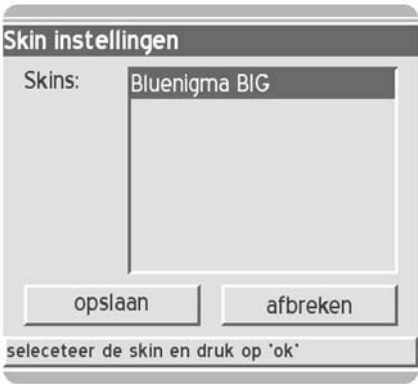 Skin instellingen
Skins: Bluenigma BIG
opslaan afbreken
seleceteer de skin en druk op 'ok'